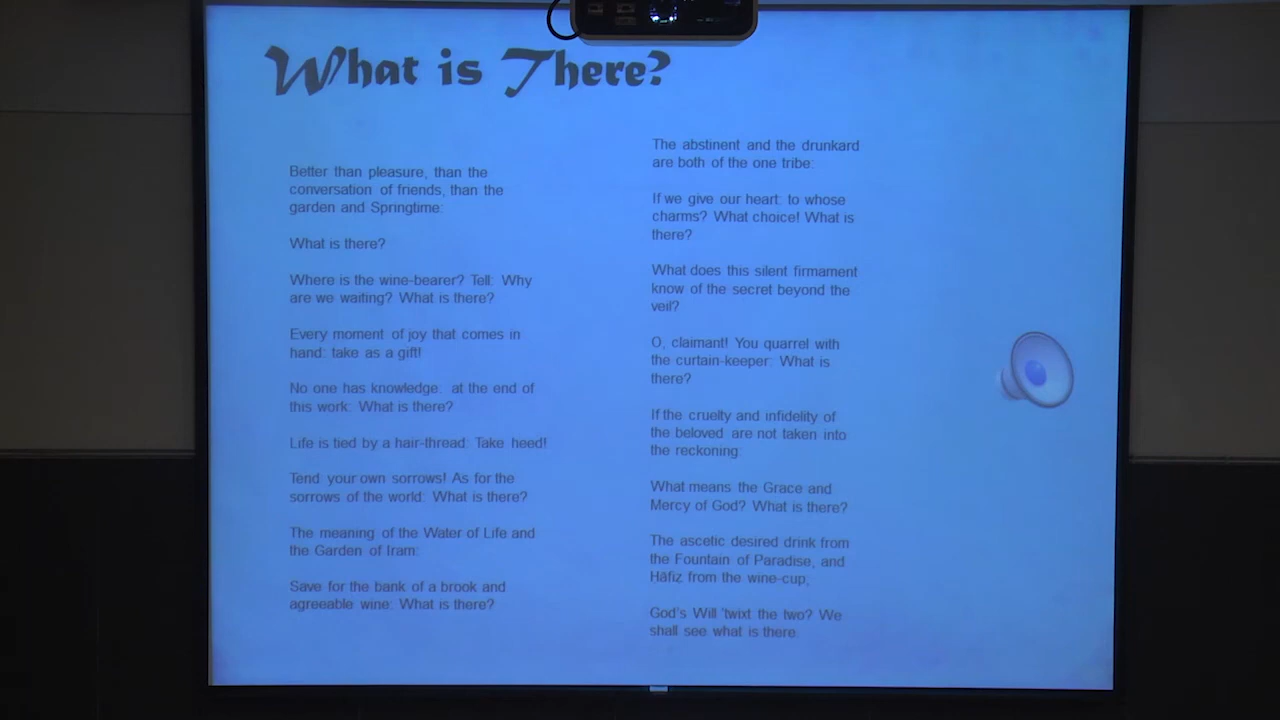 What is There?
Better than pleasure, than the
conversation of friends, than the
garden and Springtime:
What is there?
Where is the wine-bearer? Tell: Why
are we waiting? What is there?
Every moment of joy that comes in
hand: take as a gift!
No one has knowledge: at the end of
this work: What is there?
Life is tied by a hair-thread: Take heed!
Tend your own sorrows! As for the
sorrows of the world: What is there?
The meaning of the Water of Life and
the Garden of Iram:
Save for the bank of a brook and
agreeable wine: What is there?
The abstinent and the drunkard
are both of the one tribe:
If we give our heart: to whose
charms? What choice! What is
there?
What does this silent firmament
know of the secret beyond the
veil?
O, claimant! You quarrel with
the curtain-keeper: What is
there?
If the cruelty and infidelity of
the beloved are not taken into
the reckoning:
What means the Grace and
Mercy of God? What is there?
The ascetic desired drink from
the Fountain of Paradise, and
Ḥāfiẓ from the wine-cup;
God's Will 'twixt the two? We
shall see what is there.